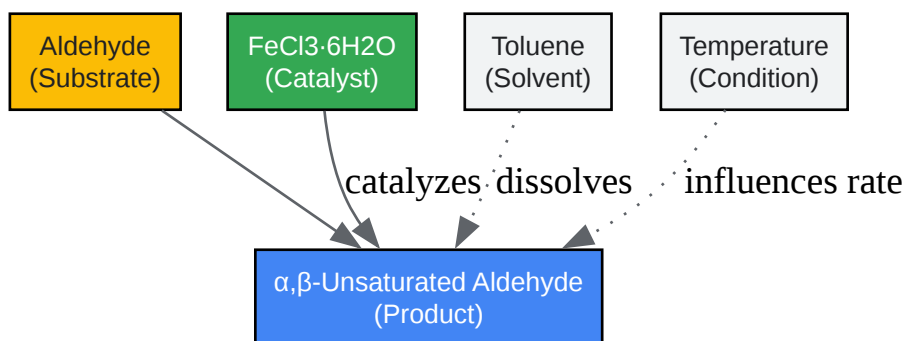 Aldehyde
(Substrate)
FeCl3·6H2O
(Catalyst)
Toluene
(Solvent)
Temperature
(Condition)
catalyzes
dissolves
influences rate
α,β-Unsaturated Aldehyde
(Product)